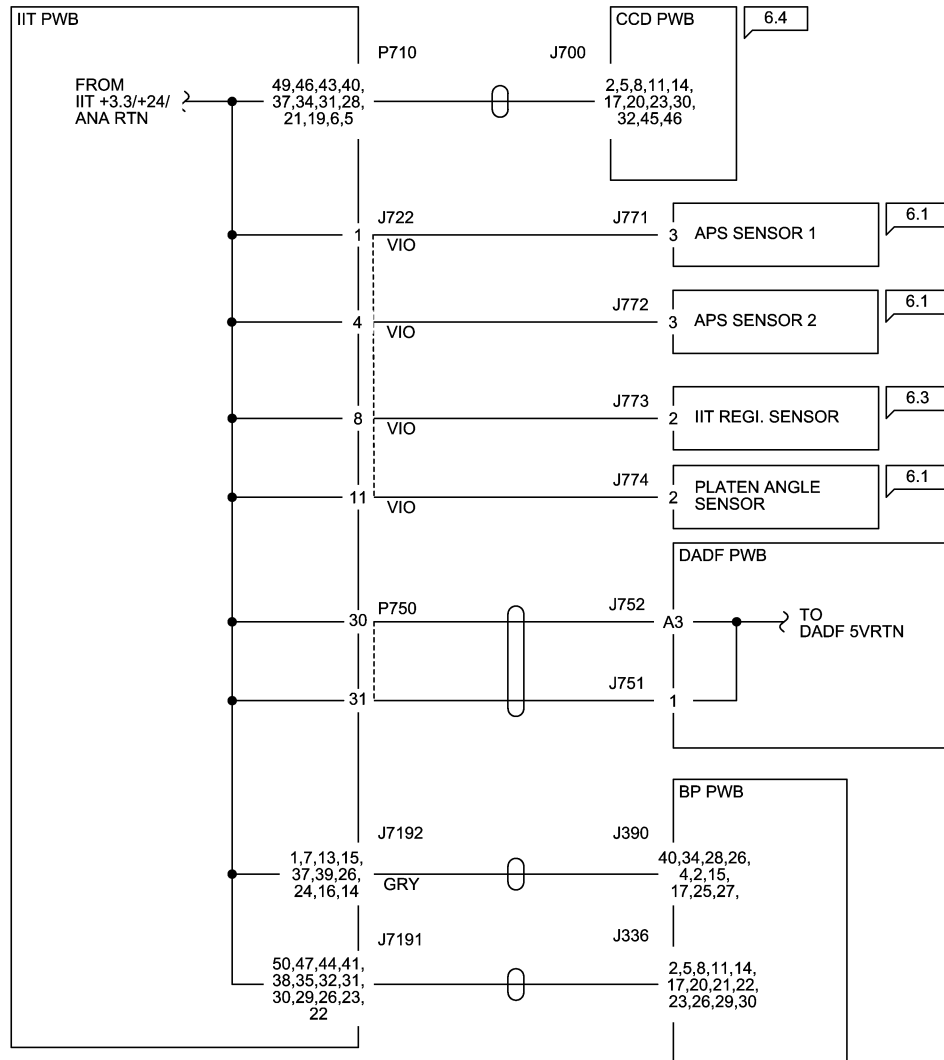 IIT PWB
CCD PWB
6.4
P710
J700
FROM
IIT +3.3/+24/
ANA RTN
49,46,43,40,
37,34,31,28,
21,19,6,5
2,5,8,11,14,
17,20,23,30,
32,45,46
J722
J771
1
VIO
3
APS SENSOR 1
6.1
J772
4
VIO
3
APS SENSOR 2
6.1
J773
8
VIO
2
IIT REGI. SENSOR
6.3
J774
11
VIO
2
PLATEN ANGLE
SENSOR
6.1
DADF PWB
P750
J752
30
A3
TO
DADF 5VRTN
J751
31
1
BP PWB
J7192
J390
1,7,13,15,
37,39,26,
24,16,14
GRY
40,34,28,26,
4,2,15,
17,25,27,
J7191
J336
50,47,44,41,
38,35,32,31,
30,29,26,23,
22
2,5,8,11,14,
17,20,21,22,
23,26,29,30